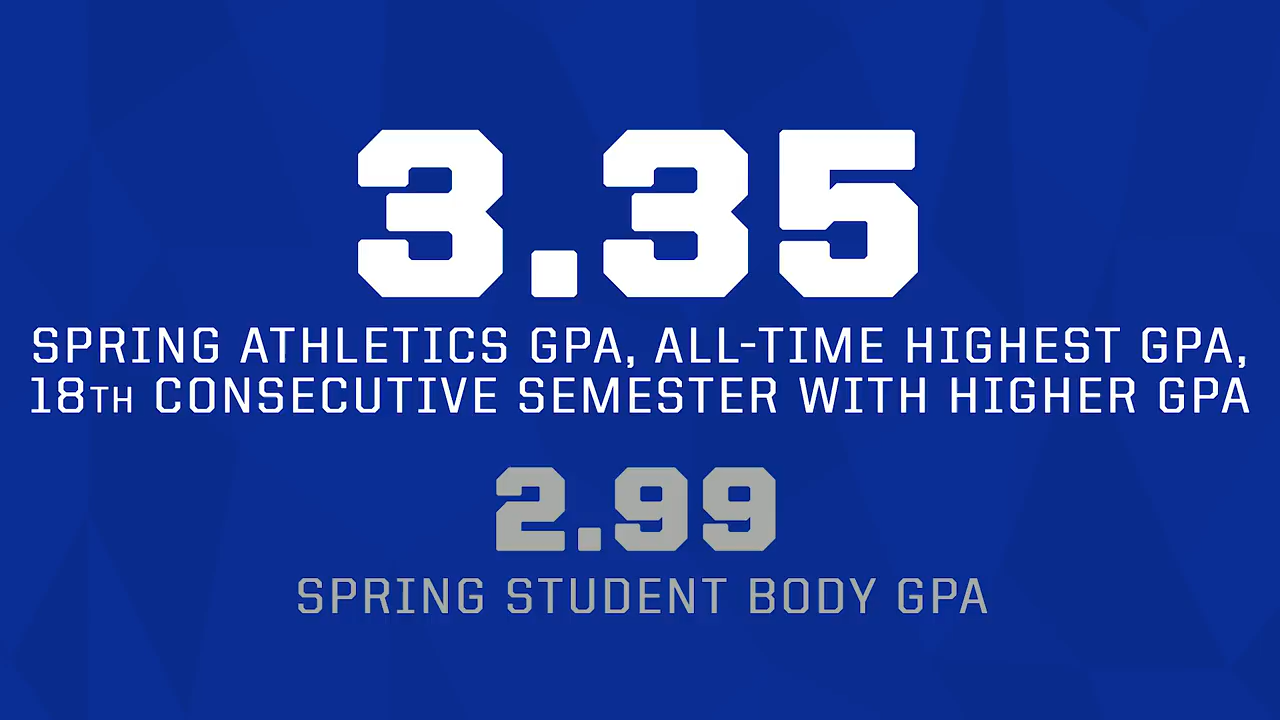 3.35
SPRING ATHLETICS GPA, ALL-TIME HIGHEST GPA,
18TH CONSECUTIVE SEMESTER WITH HIGHER GPA
2.99
SPRING STUDENT BODY GPA